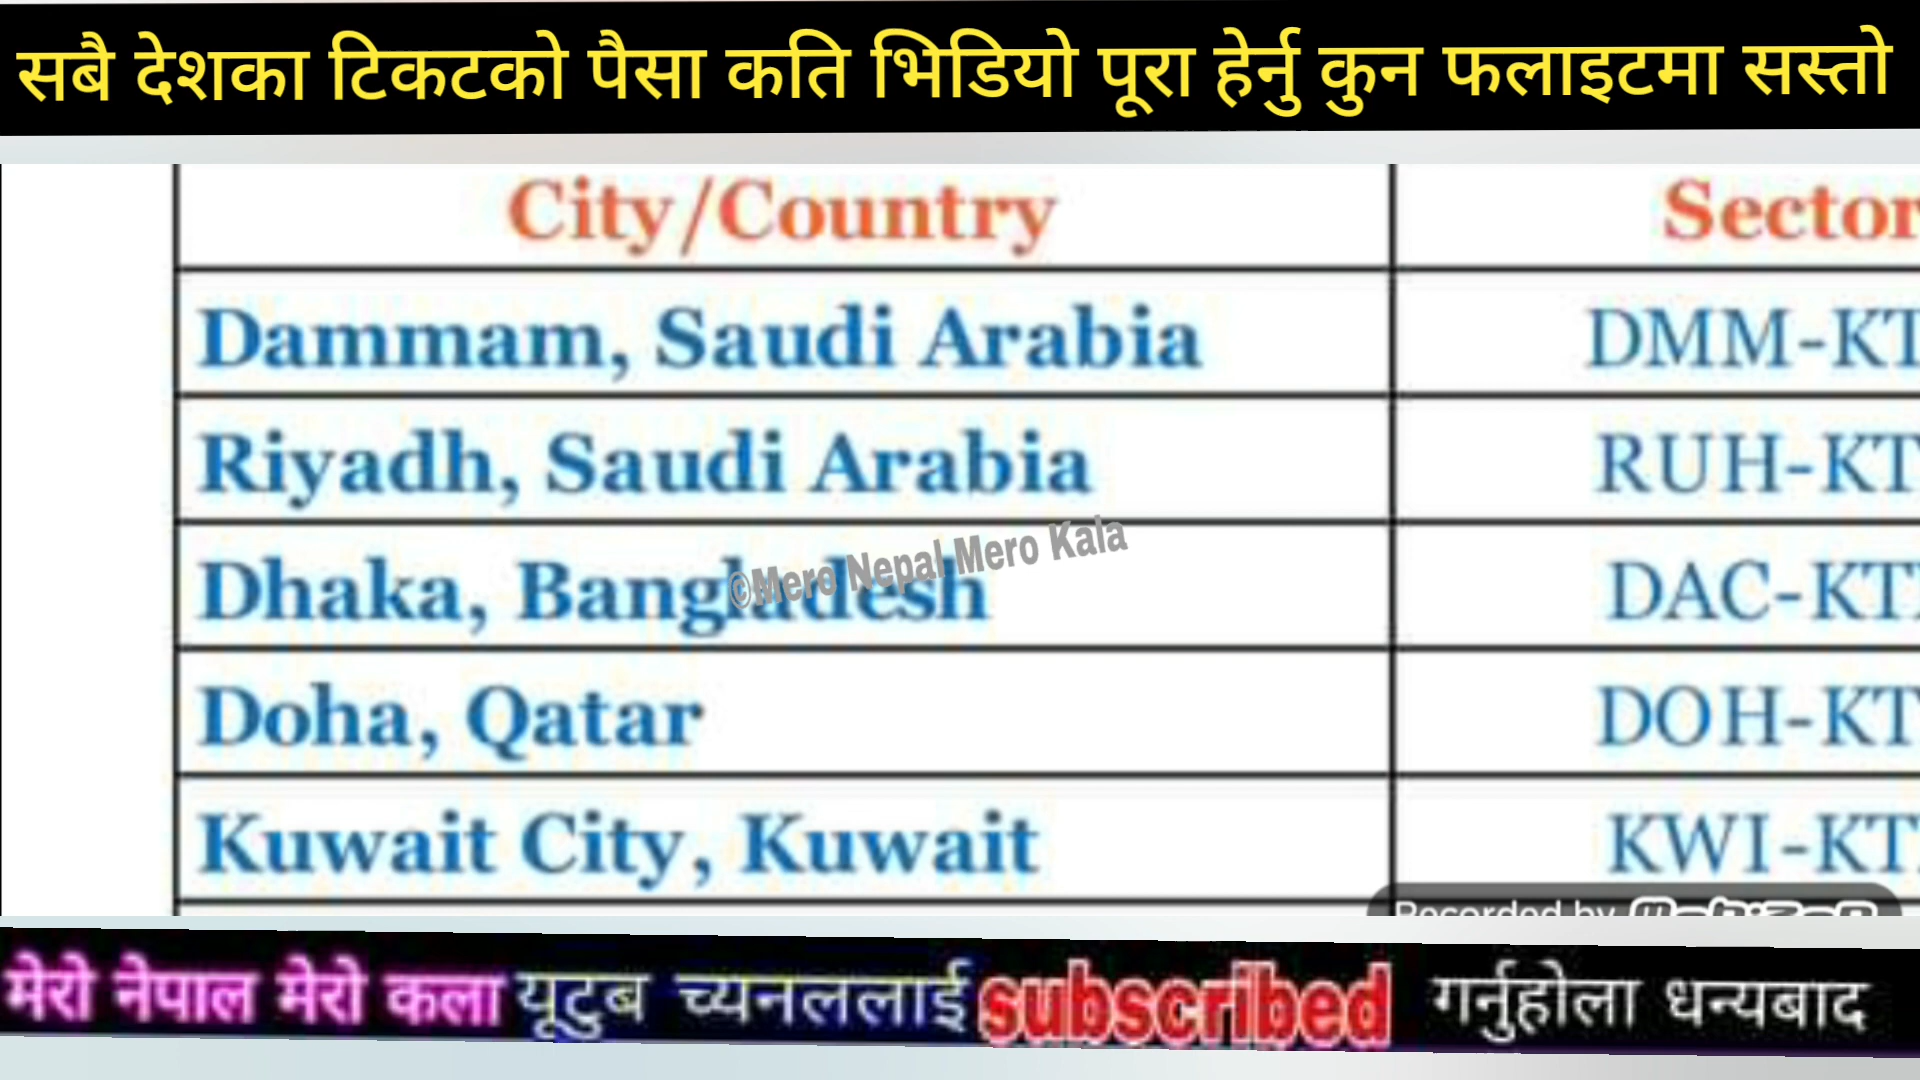 सबै देशका टिकटको पैसा कति भिडियो पूरा हेर्नु कुन फलाइटमा सस्तो
City/Country Sector
Dammam, Saudi Arabia DMM-KT
Riyadh, Saudi Arabia RUH-KT
©Mero Nepal Mero Kala
Dhaka, Bangladesh DAC-KT
Doha, Qatar DOH-KT
Kuwait City, Kuwait KWI-KT
Recorded by
मेरो नेपाल मेरो कला यूटुब च्यनललाई subscribed गर्नुहोला धन्यबाद